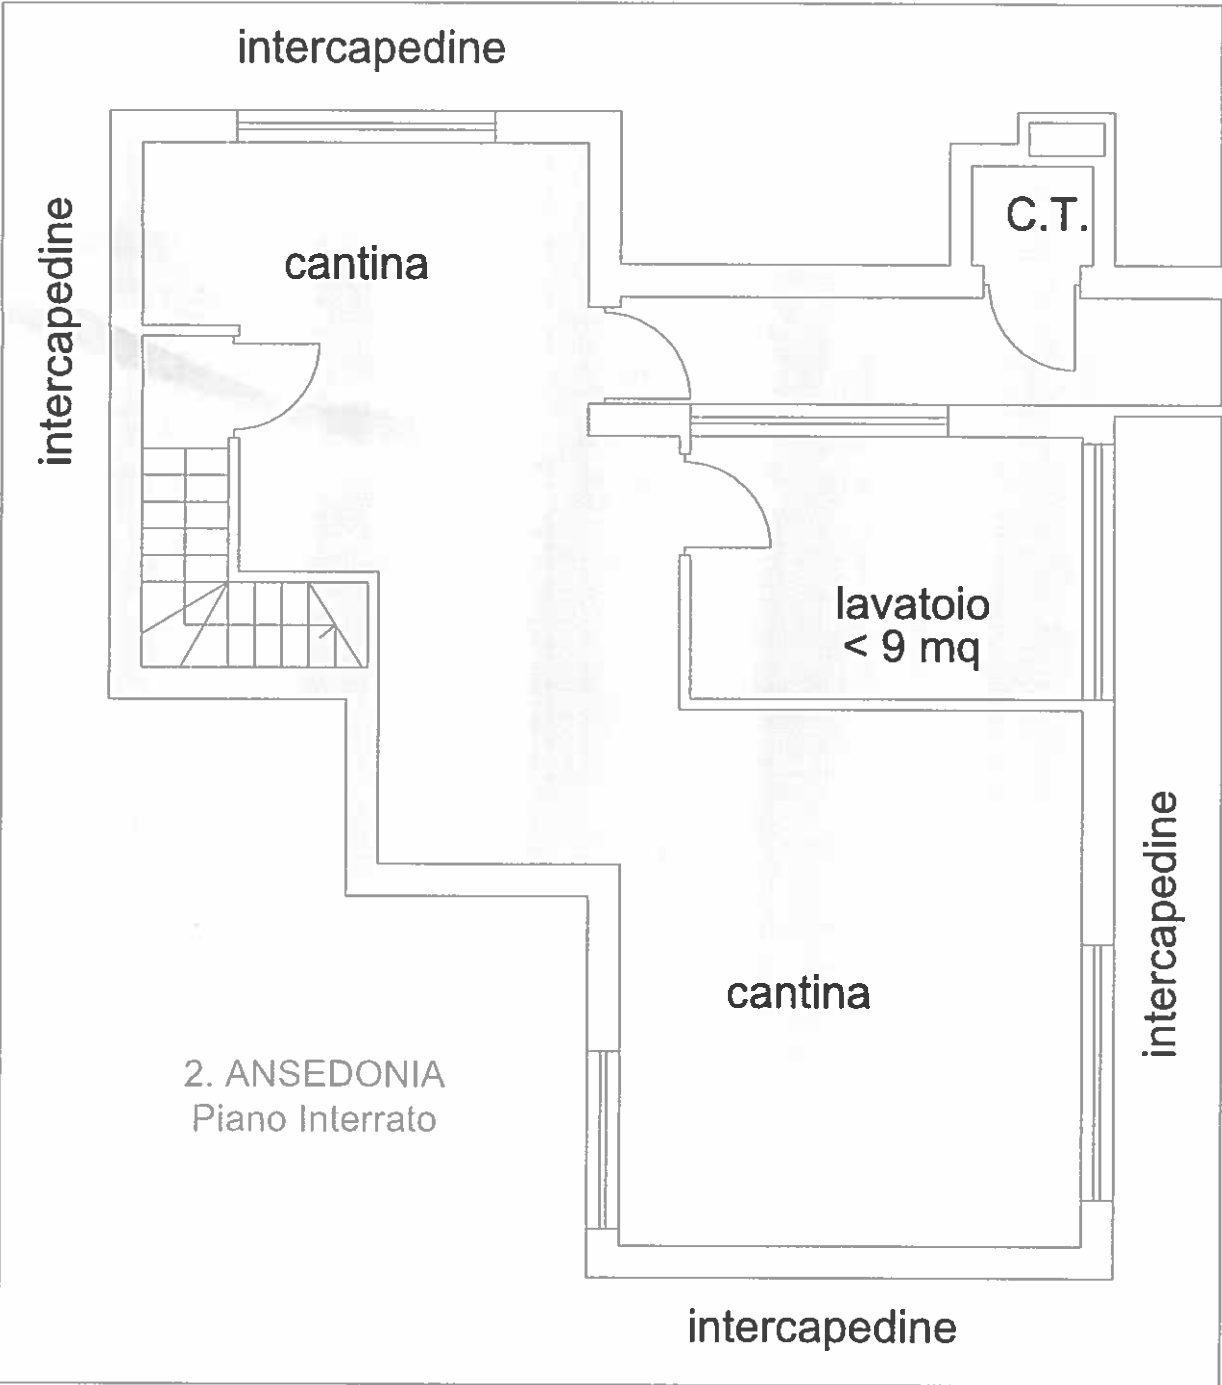 intercapedine
intercapedine
C.T.
cantina
lavatoio
< 9 mq
intercapedine
cantina
2. ANSEDONIA
Piano Interrato
intercapedine